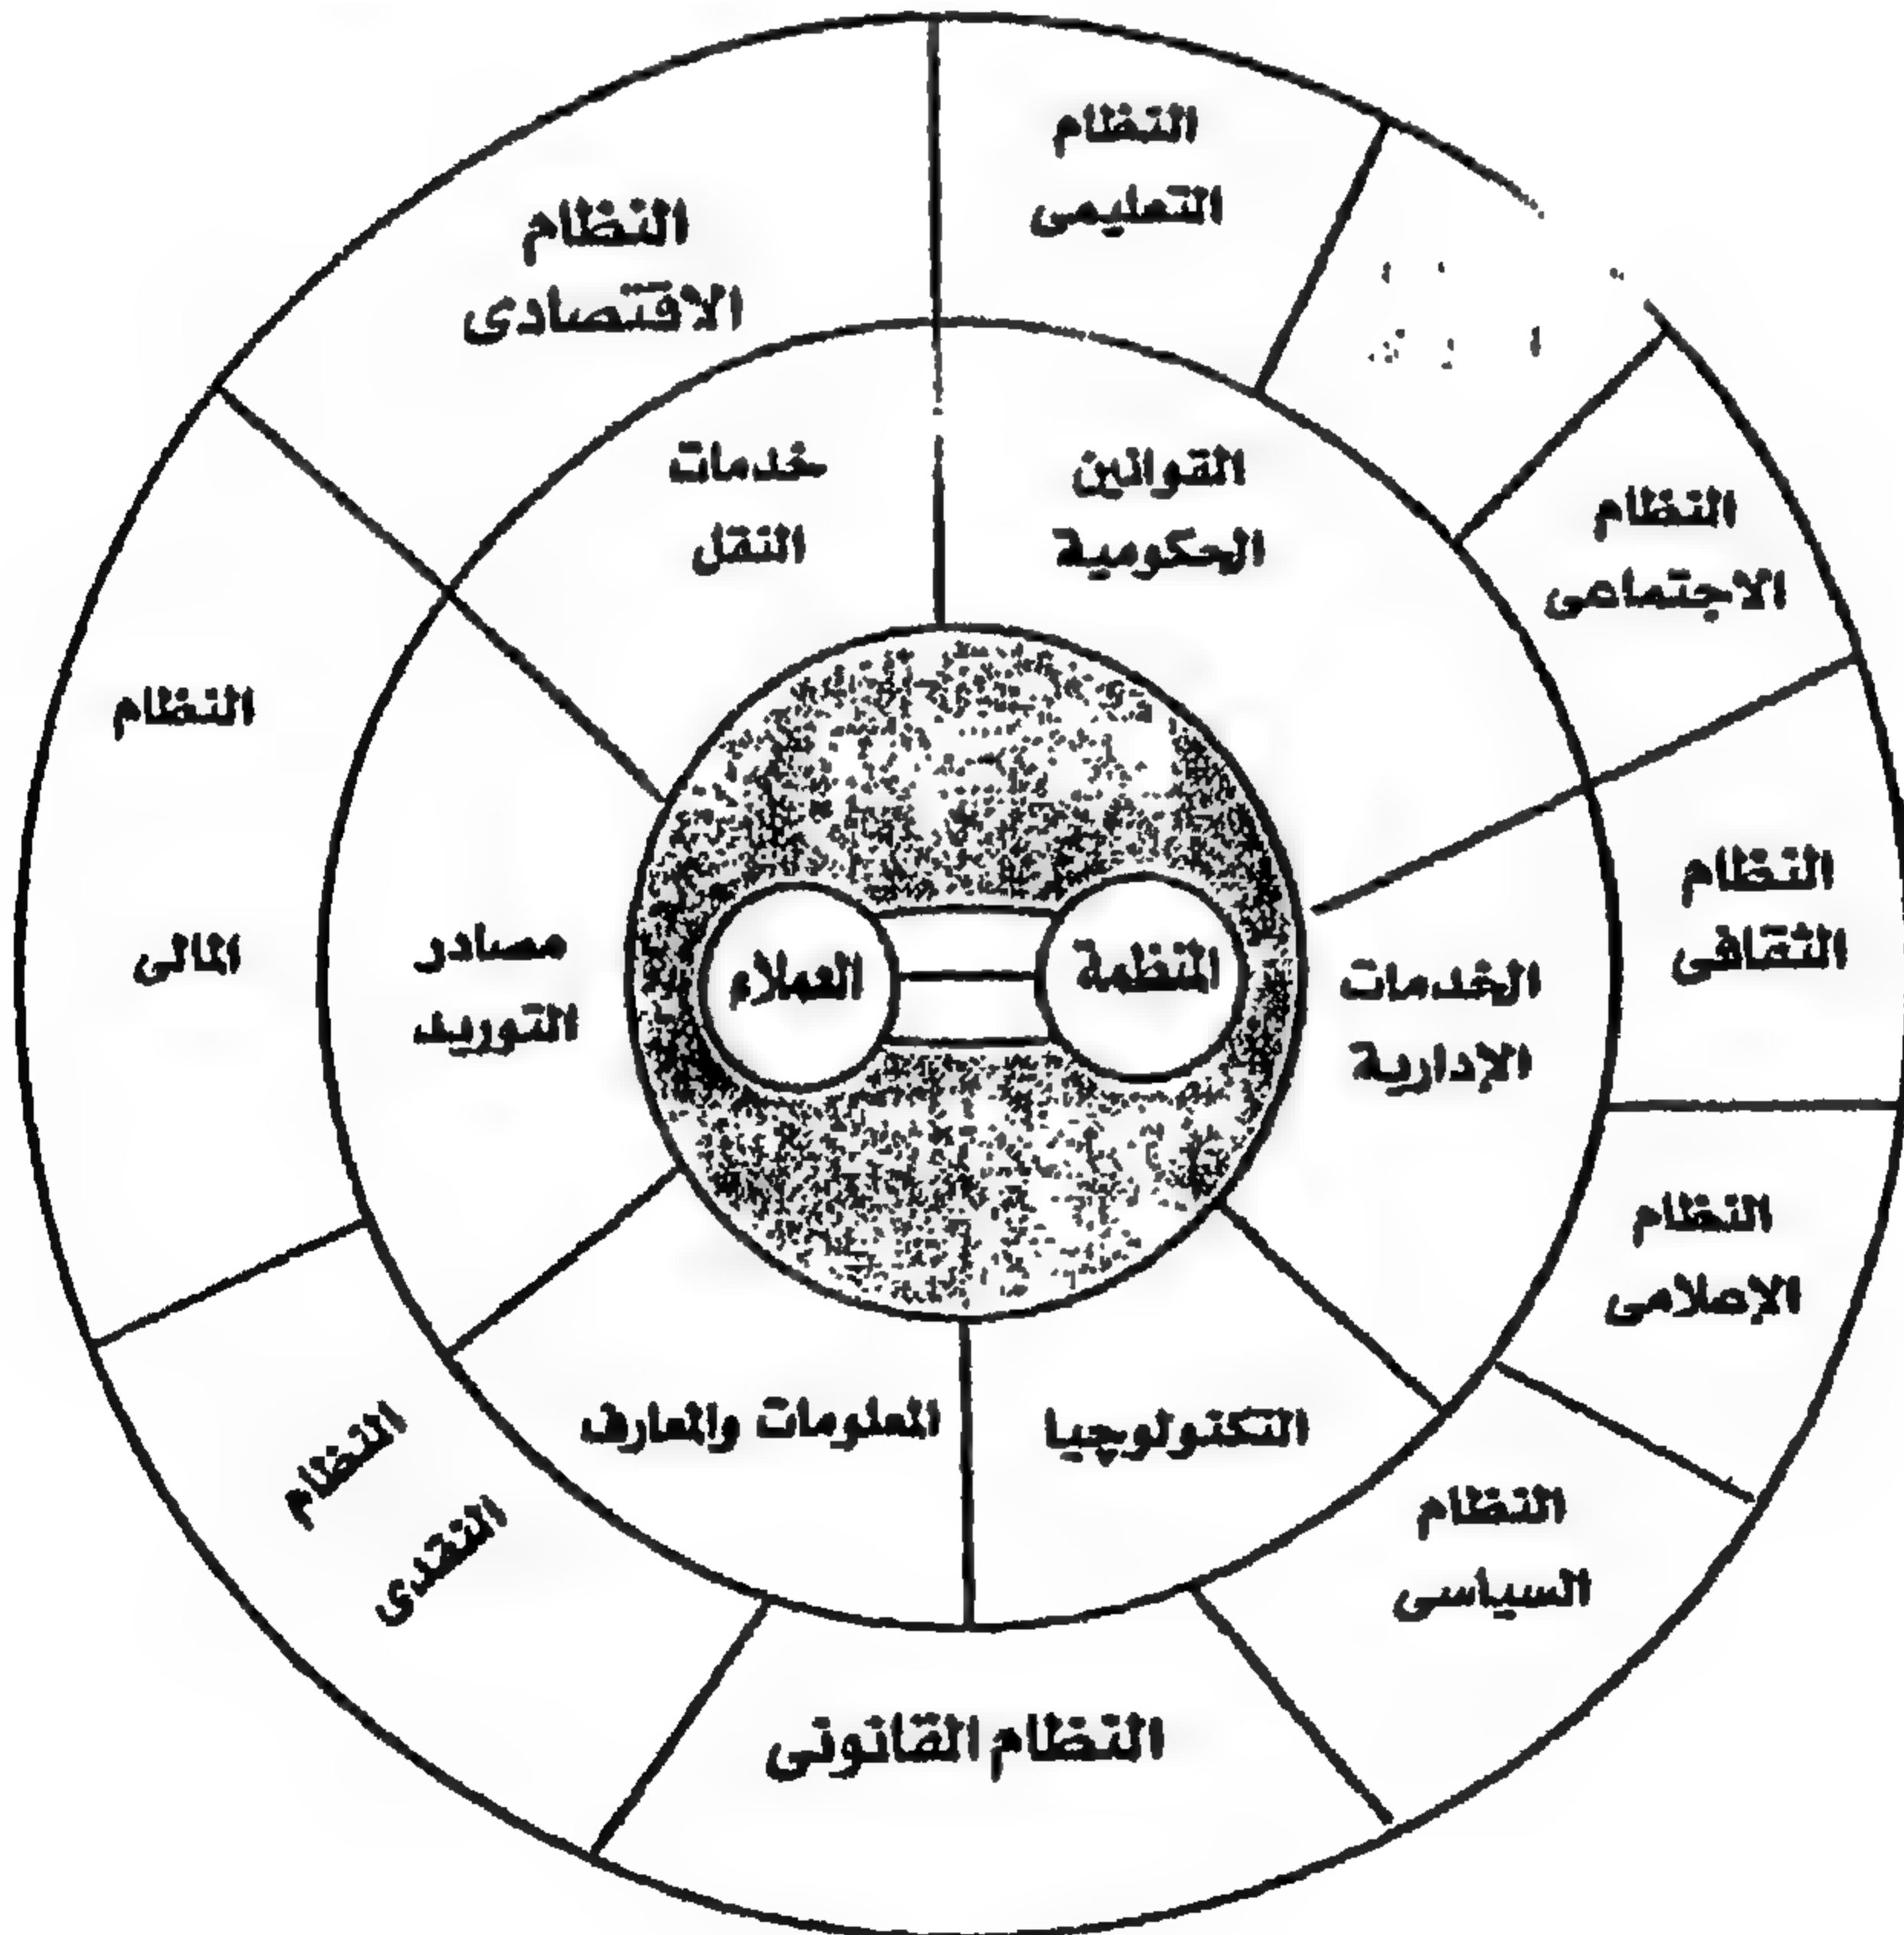 النظام
التعليمى
النظام
الاقتصادى
خدمات
النقل
القوانين
الحكومية
النظام
الاجتماعى
النظام
المالى
النظام
الثقافى
مصادر
التوريد
العملاء
المنظمة
الخدمات
الإدارية
النظام
الإعلامى
المعلومات والمعارف
التكنولوچيا
النظام
النقدى
النظام
السياسى
النظام القانونى